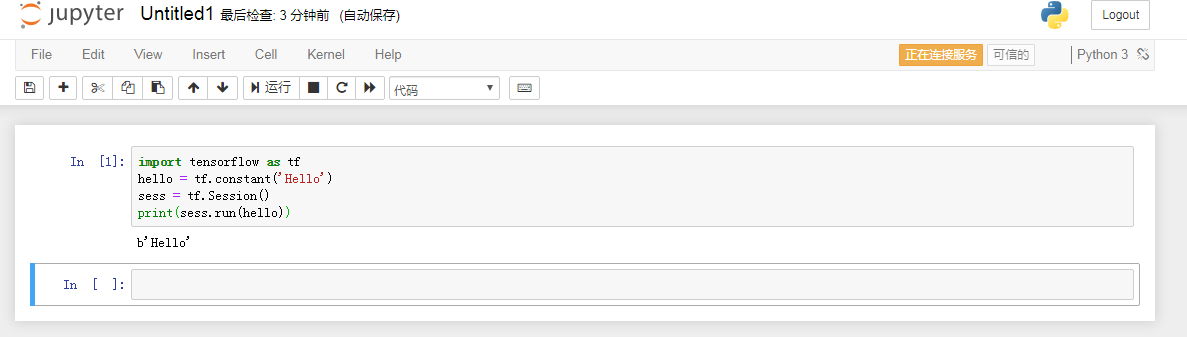 jupyter Untitled1 最后检查: 3 分钟前 (自动保存) Logout
File Edit View Insert Cell Kernel Help 正在连接服务 可信的 Python 3
运行 代码
In [1]: import tensorflow as tf
hello = tf.constant('Hello')
sess = tf.Session()
print(sess.run(hello))
b'Hello'
In [ ]: